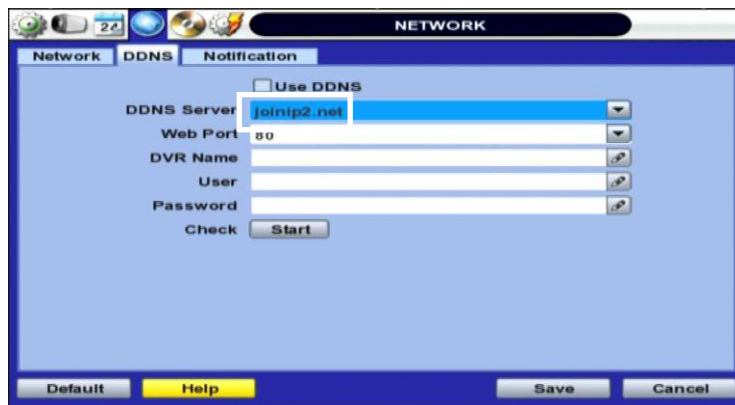 NETWORK
Network DDNS Notification
Use DDNS
DDNS Server joinip2.net
Web Port 80
DVR Name
User
Password
Check Start
Default Help Save Cancel